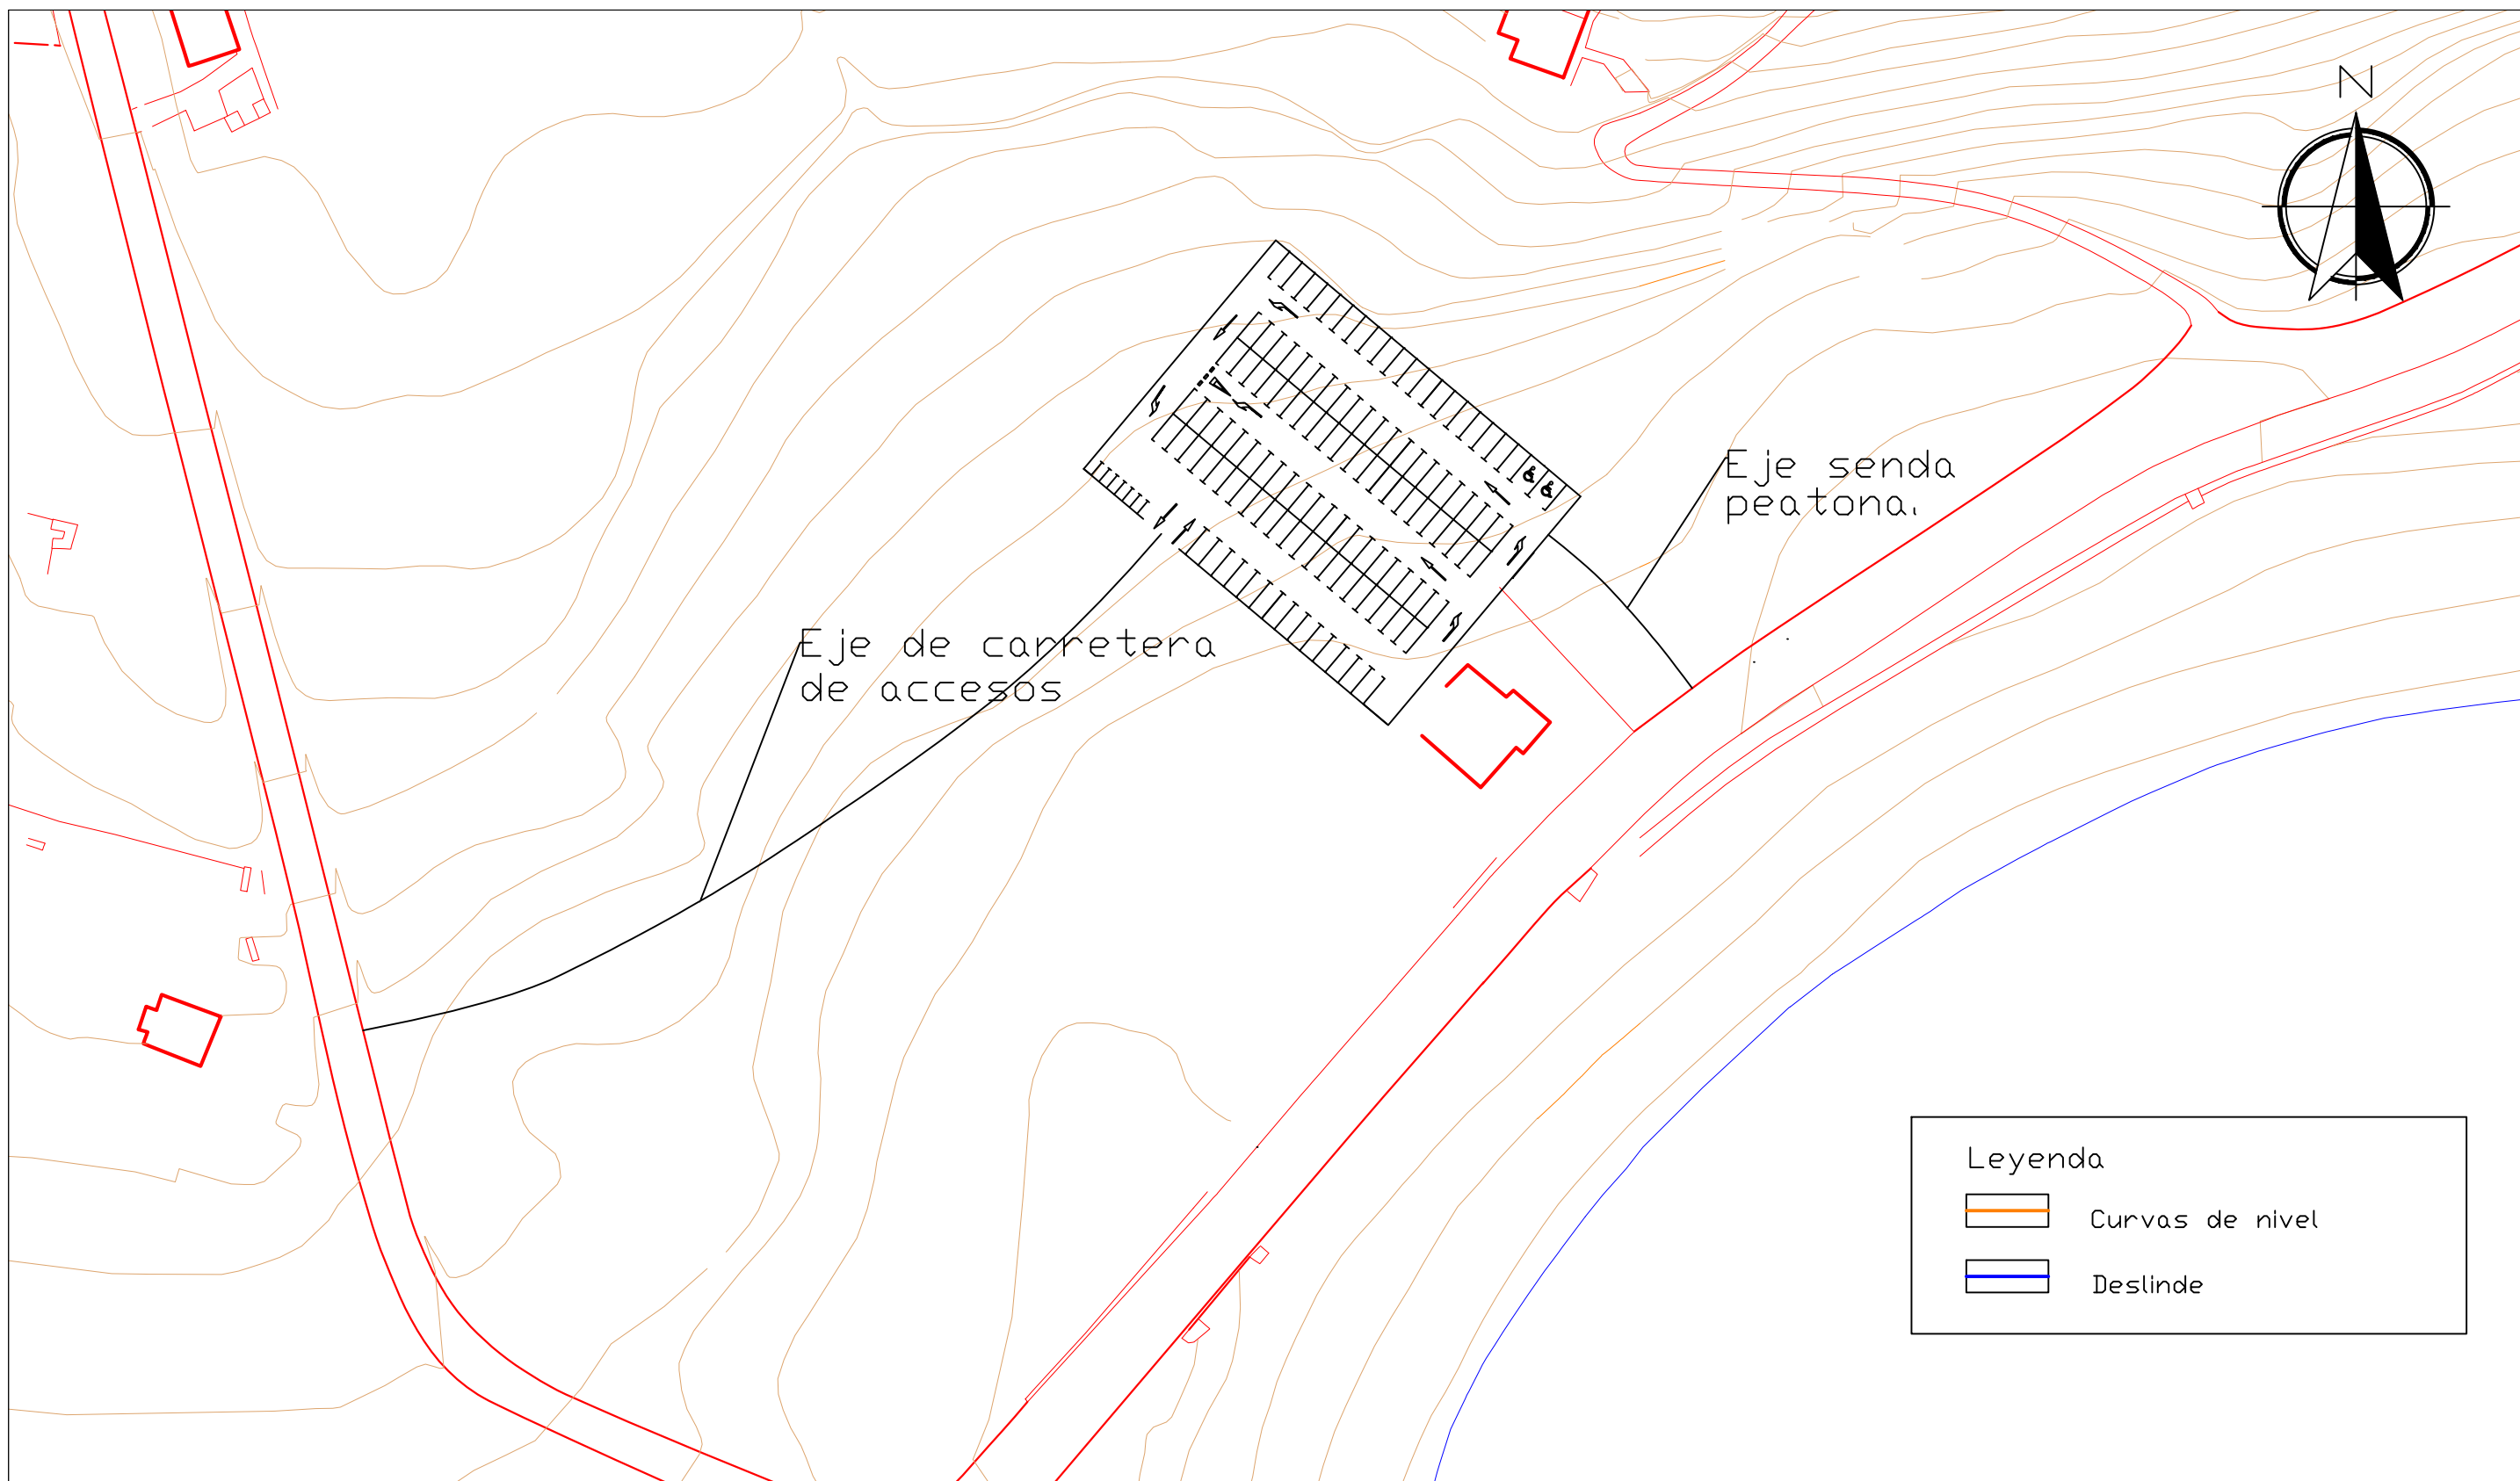 N
Eje senda
peatona
Eje de carretera
de accesos
Leyenda
Curvas de nivel
Deslinde